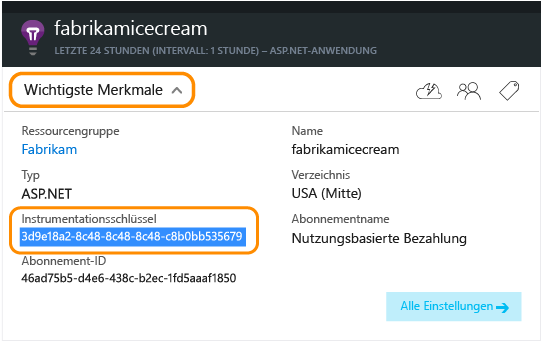 fabrikamicecream
LETZTE 24 STUNDEN (INTERVALL: 1 STUNDE) – ASP.NET-ANWENDUNG
Wichtigste Merkmale
Ressourcengruppe
Fabrikam
Name
fabrikamicecream
Typ
ASP.NET
Verzeichnis
USA (Mitte)
Instrumentationsschlüssel
3d9e18a2-8c48-8c48-8c48-c8b0bb535679
Abonnementname
Nutzungsbasierte Bezahlung
Abonnement-ID
46ad75b5-d4e6-438c-b2ec-1fd5aaaf1850
Alle Einstellungen